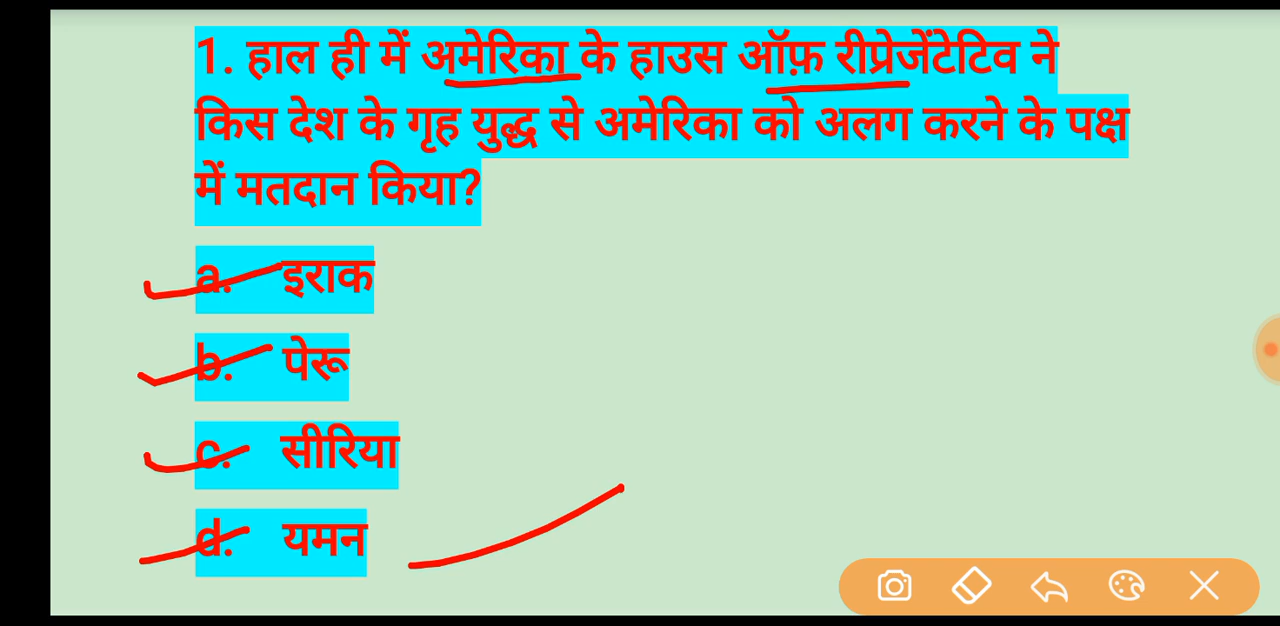 1. हाल ही में अमेरिका के हाउस ऑफ़ रीप्रेजेंटेटिव ने
किस देश के गृह युद्ध से अमेरिका को अलग करने के पक्ष
में मतदान किया?
a. इराक
b. पेरू
c. सीरिया
d. यमन